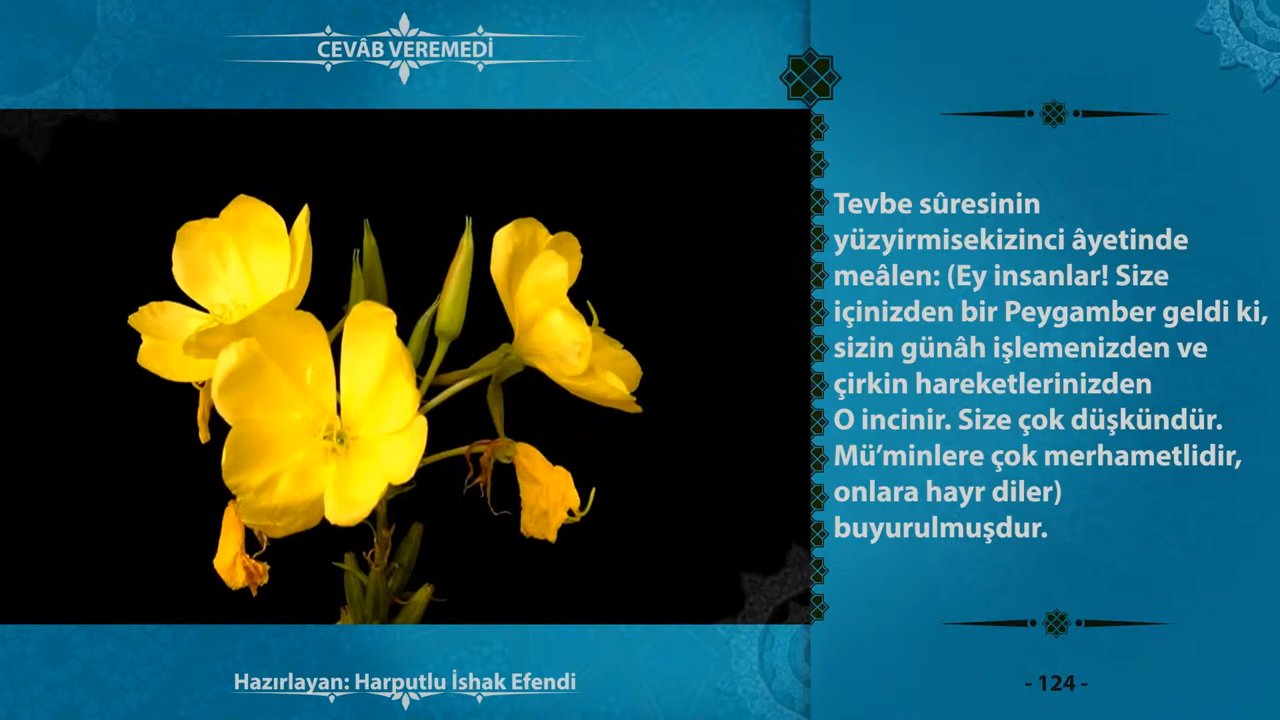 CEVÂB VEREMEDİ
Tevbe sûresinin
yüzyirmisekizinci âyetinde
meâlen: (Ey insanlar! Size
içinizden bir Peygamber geldi ki,
sizin günâh işlemenizden ve
çirkin hareketlerinizden
O incinir. Size çok düşkündür.
Mü’minlere çok merhametlidir,
onlara hayr diler)
buyurulmuşdur.
Hazırlayan: Harputlu İshak Efendi
- 124 -